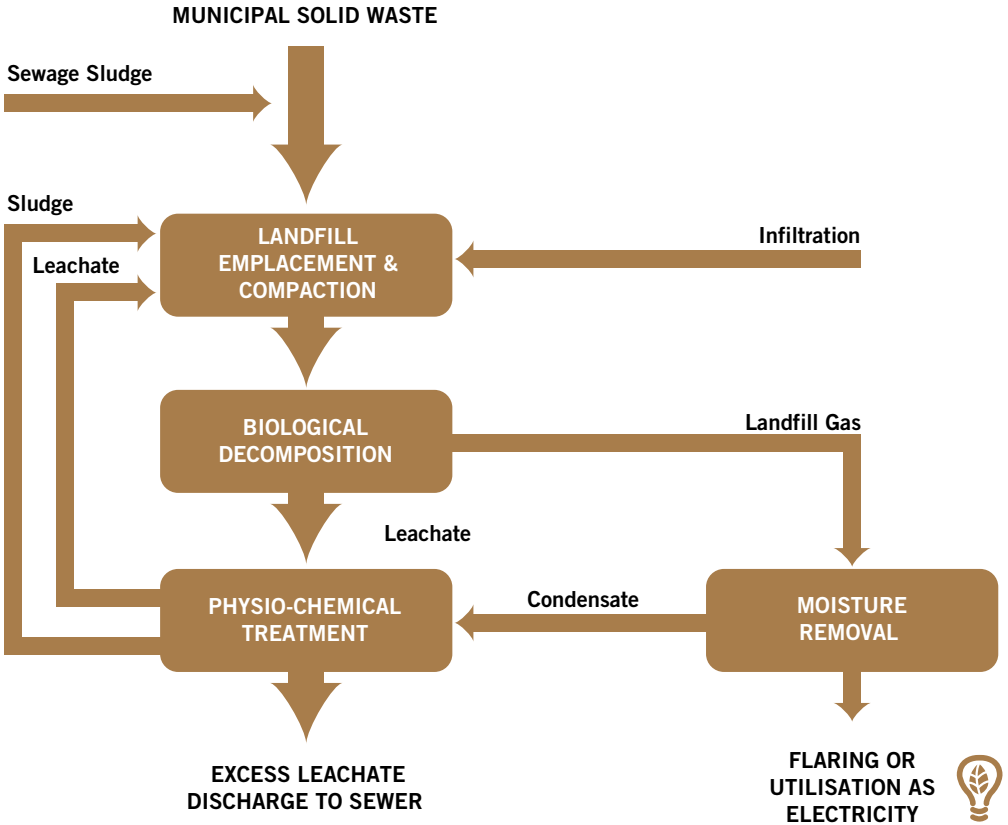 MUNICIPAL SOLID WASTE
Sewage Sludge
Sludge
Leachate
LANDFILL
EMPLACEMENT &
COMPACTION
Infiltration
BIOLOGICAL
DECOMPOSITION
Landfill Gas
Leachate
PHYSIO-CHEMICAL
TREATMENT
Condensate
MOISTURE
REMOVAL
EXCESS LEACHATE
DISCHARGE TO SEWER
FLARING OR
UTILISATION AS
ELECTRICITY